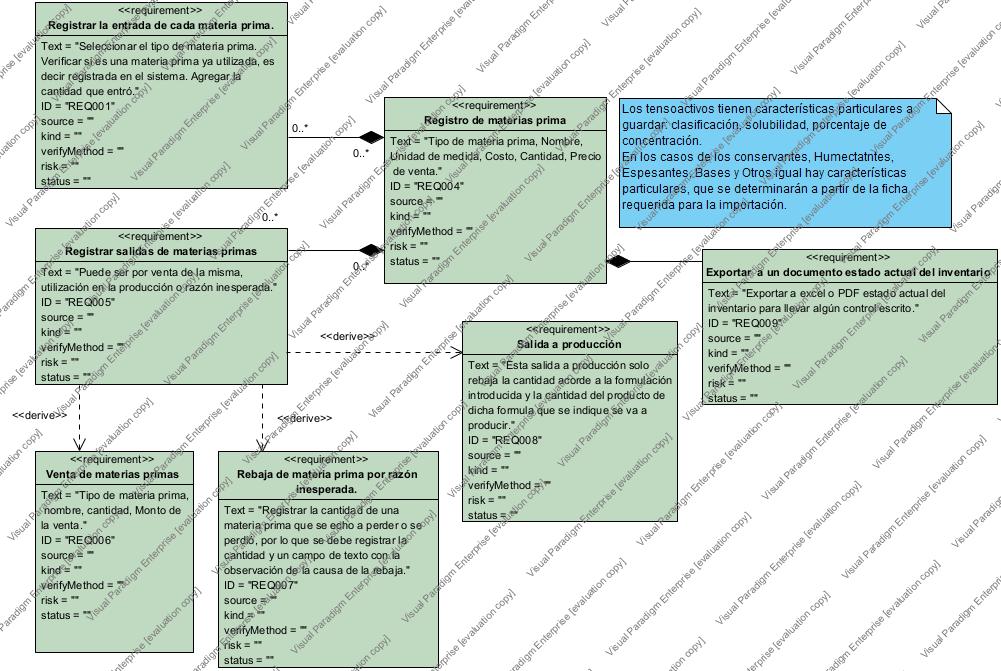 <<requirement>>
Registrar la entrada de cada materia prima.
Text = "Seleccionar el tipo de materia prima.
Verificar si es una materia prima ya utilizada, es
decir registrada en el sistema. Agregar la
cantidad que entró."
ID = "REQ001"
source = ""
kind = ""
verifyMethod = ""
risk = ""
status = ""
0..*
0..*
<<requirement>>
Registro de materias prima
Text = "Tipo de materia prima, Nombre,
Unidad de medida, Costo, Cantidad, Precio
de venta."
ID = "REQ004"
source = ""
kind = ""
verifyMethod = ""
risk = ""
status = ""
Los tensoactivos tienen características particulares a
guardar: clasificación, solubilidad, porcentaje de
concentración.
En los casos de los conservantes, Humectatntes,
Espesantes, Bases y Otros igual hay características
particulares, que se determinarán a partir de la ficha
requerida para la importación.
0..*
0..*
<<requirement>>
Registrar salidas de materias primas
Text = "Puede ser por venta de la misma,
utilización en la producción o razón inesperada."
ID = "REQ005"
source = ""
kind = ""
verifyMethod = ""
risk = ""
status = ""
<<requirement>>
Exportar a un documento estado actual del inventario
Text = "Exportar a excel o PDF estado actual del
inventario para llevar algún control escrito."
ID = "REQ009"
source = ""
kind = ""
verifyMethod = ""
risk = ""
status = ""
<<derive>>
<<requirement>>
Salida a producción
Text = "Esta salida a producción solo
rebaja la cantidad acorde a la formulación
introducida y la cantidad del producto de
dicha formula que se indique se va a
producir."
ID = "REQ008"
source = ""
kind = ""
verifyMethod = ""
risk = ""
status = ""
<<derive>>
<<derive>>
<<requirement>>
Venta de materias primas
Text = "Tipo de materia prima,
nombre, cantidad, Monto de
la venta."
ID = "REQ006"
source = ""
kind = ""
verifyMethod = ""
risk = ""
status = ""
<<requirement>>
Rebaja de materia prima por razón
inesperada.
Text = "Registrar la cantidad de una
materia prima que se echo a perder o se
perdió, por lo que se debe registrar la
cantidad y un campo de texto con la
observación de la causa de la rebaja."
ID = "REQ007"
source = ""
kind = ""
verifyMethod = ""
risk = ""
status = ""
Visual Paradigm Enterprise [evaluation copy]